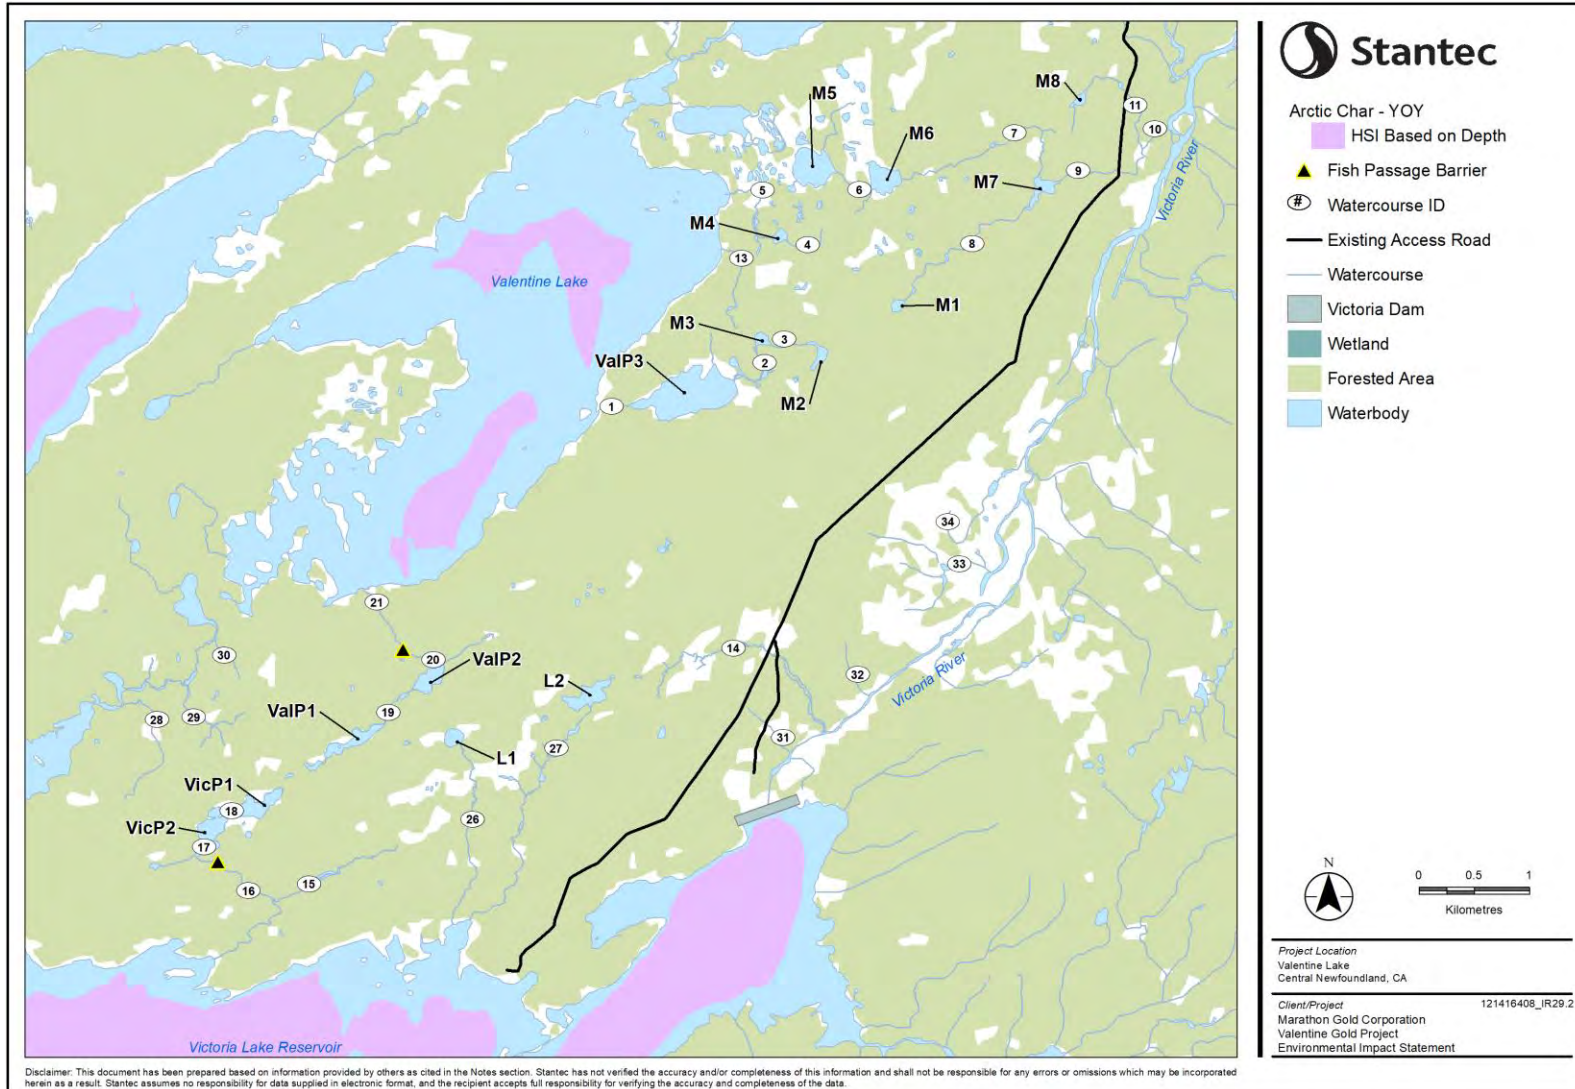 Stantec
Arctic Char - YOY
HSI Based on Depth
Fish Passage Barrier
# Watercourse ID
Existing Access Road
Watercourse
Victoria Dam
Wetland
Forested Area
Waterbody
N
0 0.5 1
Kilometres
Project Location
Valentine Lake
Central Newfoundland, CA
Client/Project 121416408_IR29.2
Marathon Gold Corporation
Valentine Gold Project
Environmental Impact Statement
M8
M5
11
10
7
M6
9
M7
5
6
Victoria River
M4
4
8
13
Valentine Lake
M1
M3
3
ValP3
2
M2
1
34
33
21
14
30
20
ValP2
32
L2
Victoria River
28
29
19
ValP1
31
27
L1
VicP1
18
26
VicP2
17
16
15
Victoria Lake Reservoir
Disclaimer: This document has been prepared based on information provided by others as cited in the Notes section. Stantec has not verified the accuracy and/or completeness of this information and shall not be responsible for any errors or omissions which may be incorporated
herein as a result. Stantec assumes no responsibility for data supplied in electronic format, and the recipient accepts full responsibility for verifying the accuracy and completeness of the data.